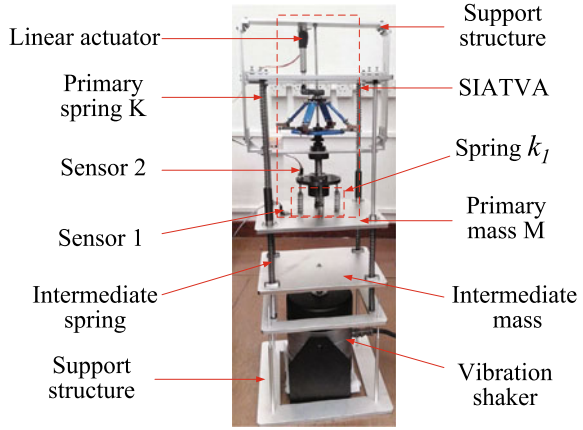 Linear actuator
Support
structure
Primary
spring K
SIATVA
Sensor 2
Spring k1
Sensor 1
Primary
mass M
Intermediate
spring
Intermediate
mass
Support
structure
Vibration
shaker